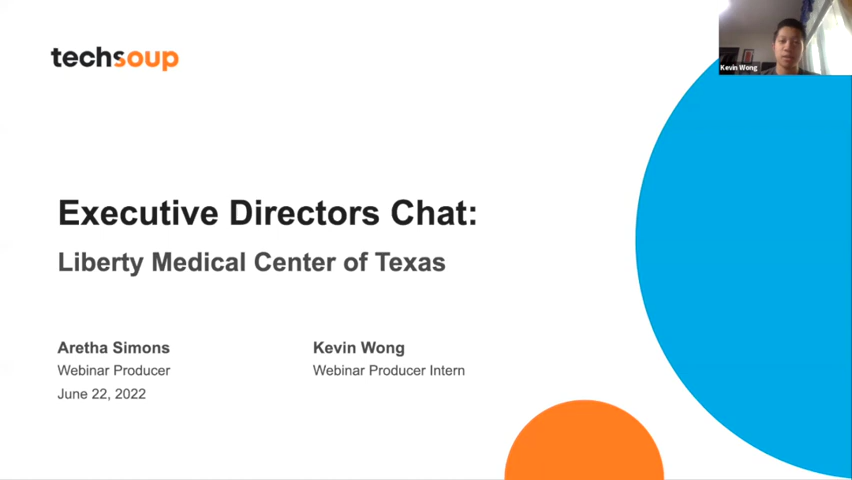 techsoup
Kevin Wong
Executive Directors Chat:
Liberty Medical Center of Texas
Aretha Simons
Kevin Wong
Webinar Producer
Webinar Producer Intern
June 22, 2022